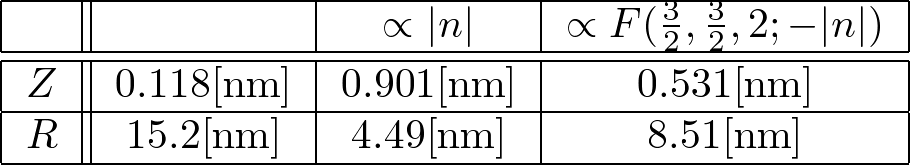 ∝ |n| ∝ F(3/2, 3/2, 2; −|n|)
Z 0.118[nm] 0.901[nm] 0.531[nm]
R 15.2[nm] 4.49[nm] 8.51[nm]